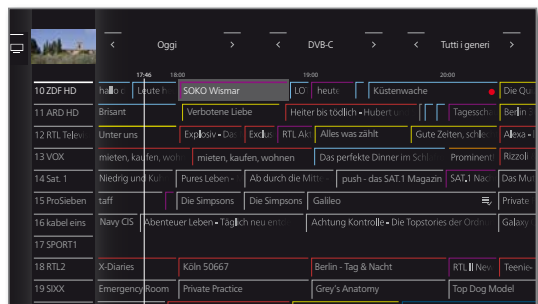 < Oggi > < DVB-C > < Tutti i generi >
17:46 18:00 19:00 20:00
10 ZDF HD hallo Leute h SOKO Wismar LO heute Küstenwache Die Qu
11 ARD HD Brisant Verbotene Liebe Heiter bis tödlich - Hubert Tagessch Berlin
12 RTL Televi Unter uns Explosiv - Das Exclus RTL Akt Alles was zählt Gute Zeiten, schlec Alexa -
13 VOX mieten, kaufen, woh mieten, kaufen, wohnen Das perfekte Dinner im Schl Prominent Rizzoli
14 Sat. 1 Niedrig und Kuh Pures Leben - Ab durch die Mitte - push - das SAT.1 Magazin SAT.1 Nac Das Mut
15 ProSieben taff Die Simpsons Die Simpsons Galileo Private
16 kabel eins Navy CIS Abenteuer Leben - Täglich neu ent Achtung Kontrolle - Die Topstories der Ordn Galaxy
17 SPORT1
18 RTL2 X-Diaries Köln 50667 Berlin - Tag & Nacht RTL II New Teenie-
19 SIXX Emergency Room Private Practice Grey's Anatomy Top Dog Model